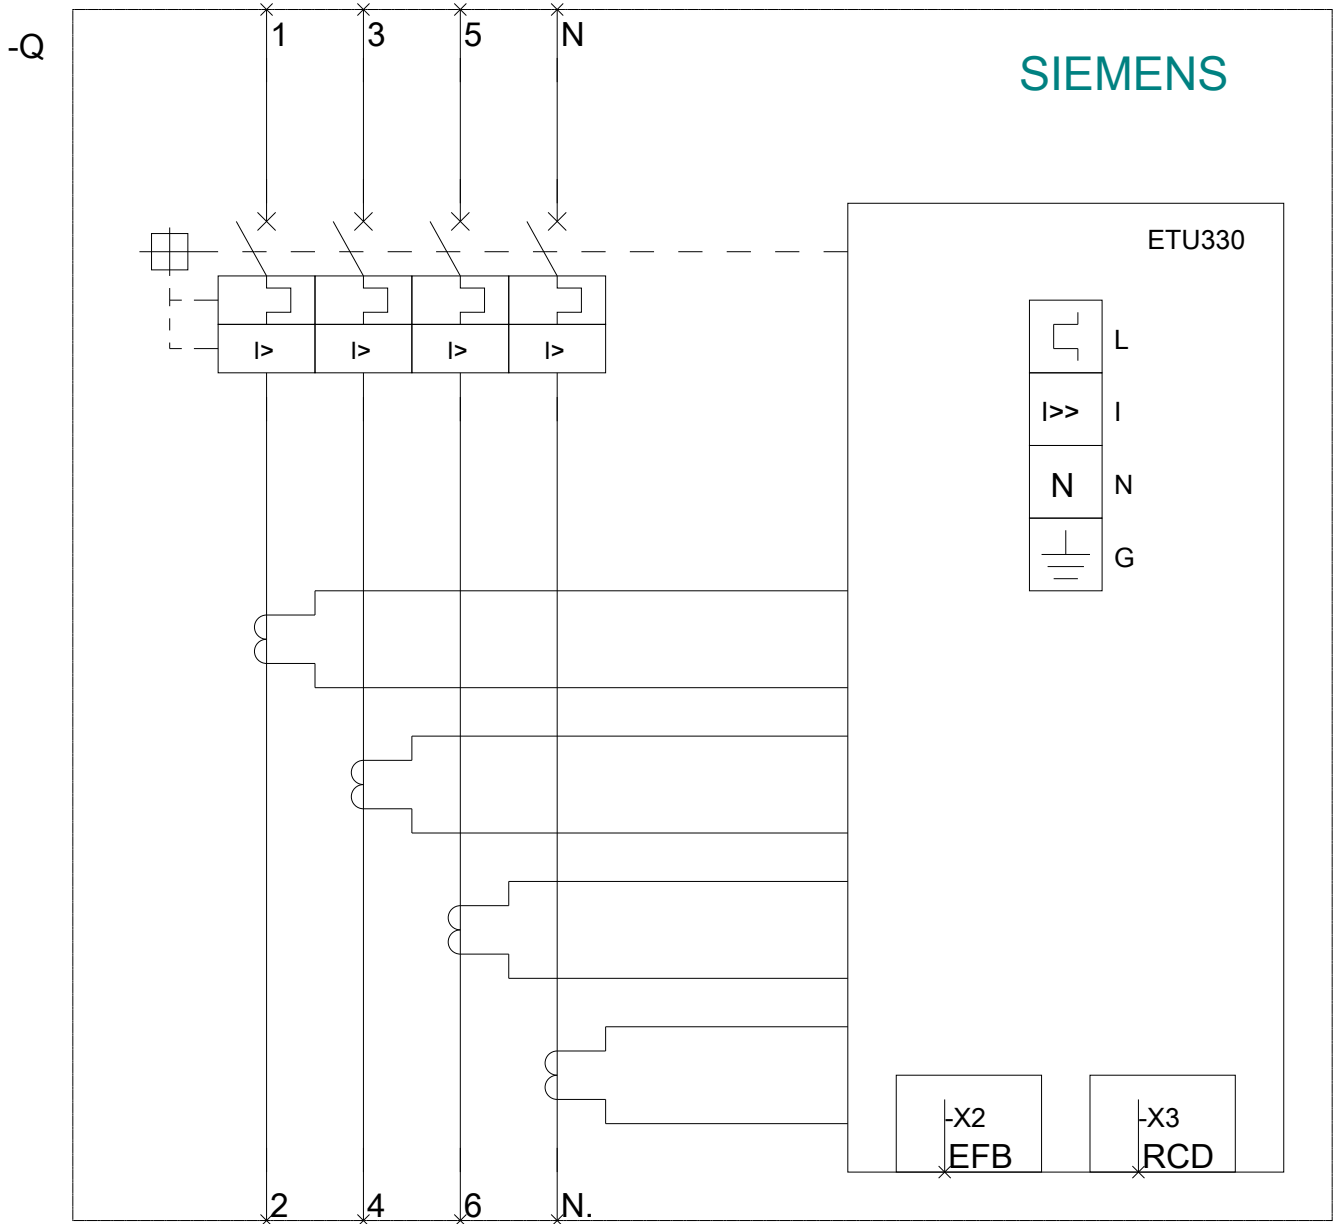 1 3 5 N
-Q
SIEMENS
ETU330
L
I> I> I> I>
I>> I
N N
G
-X2 -X3
EFB RCD
2 4 6 N.